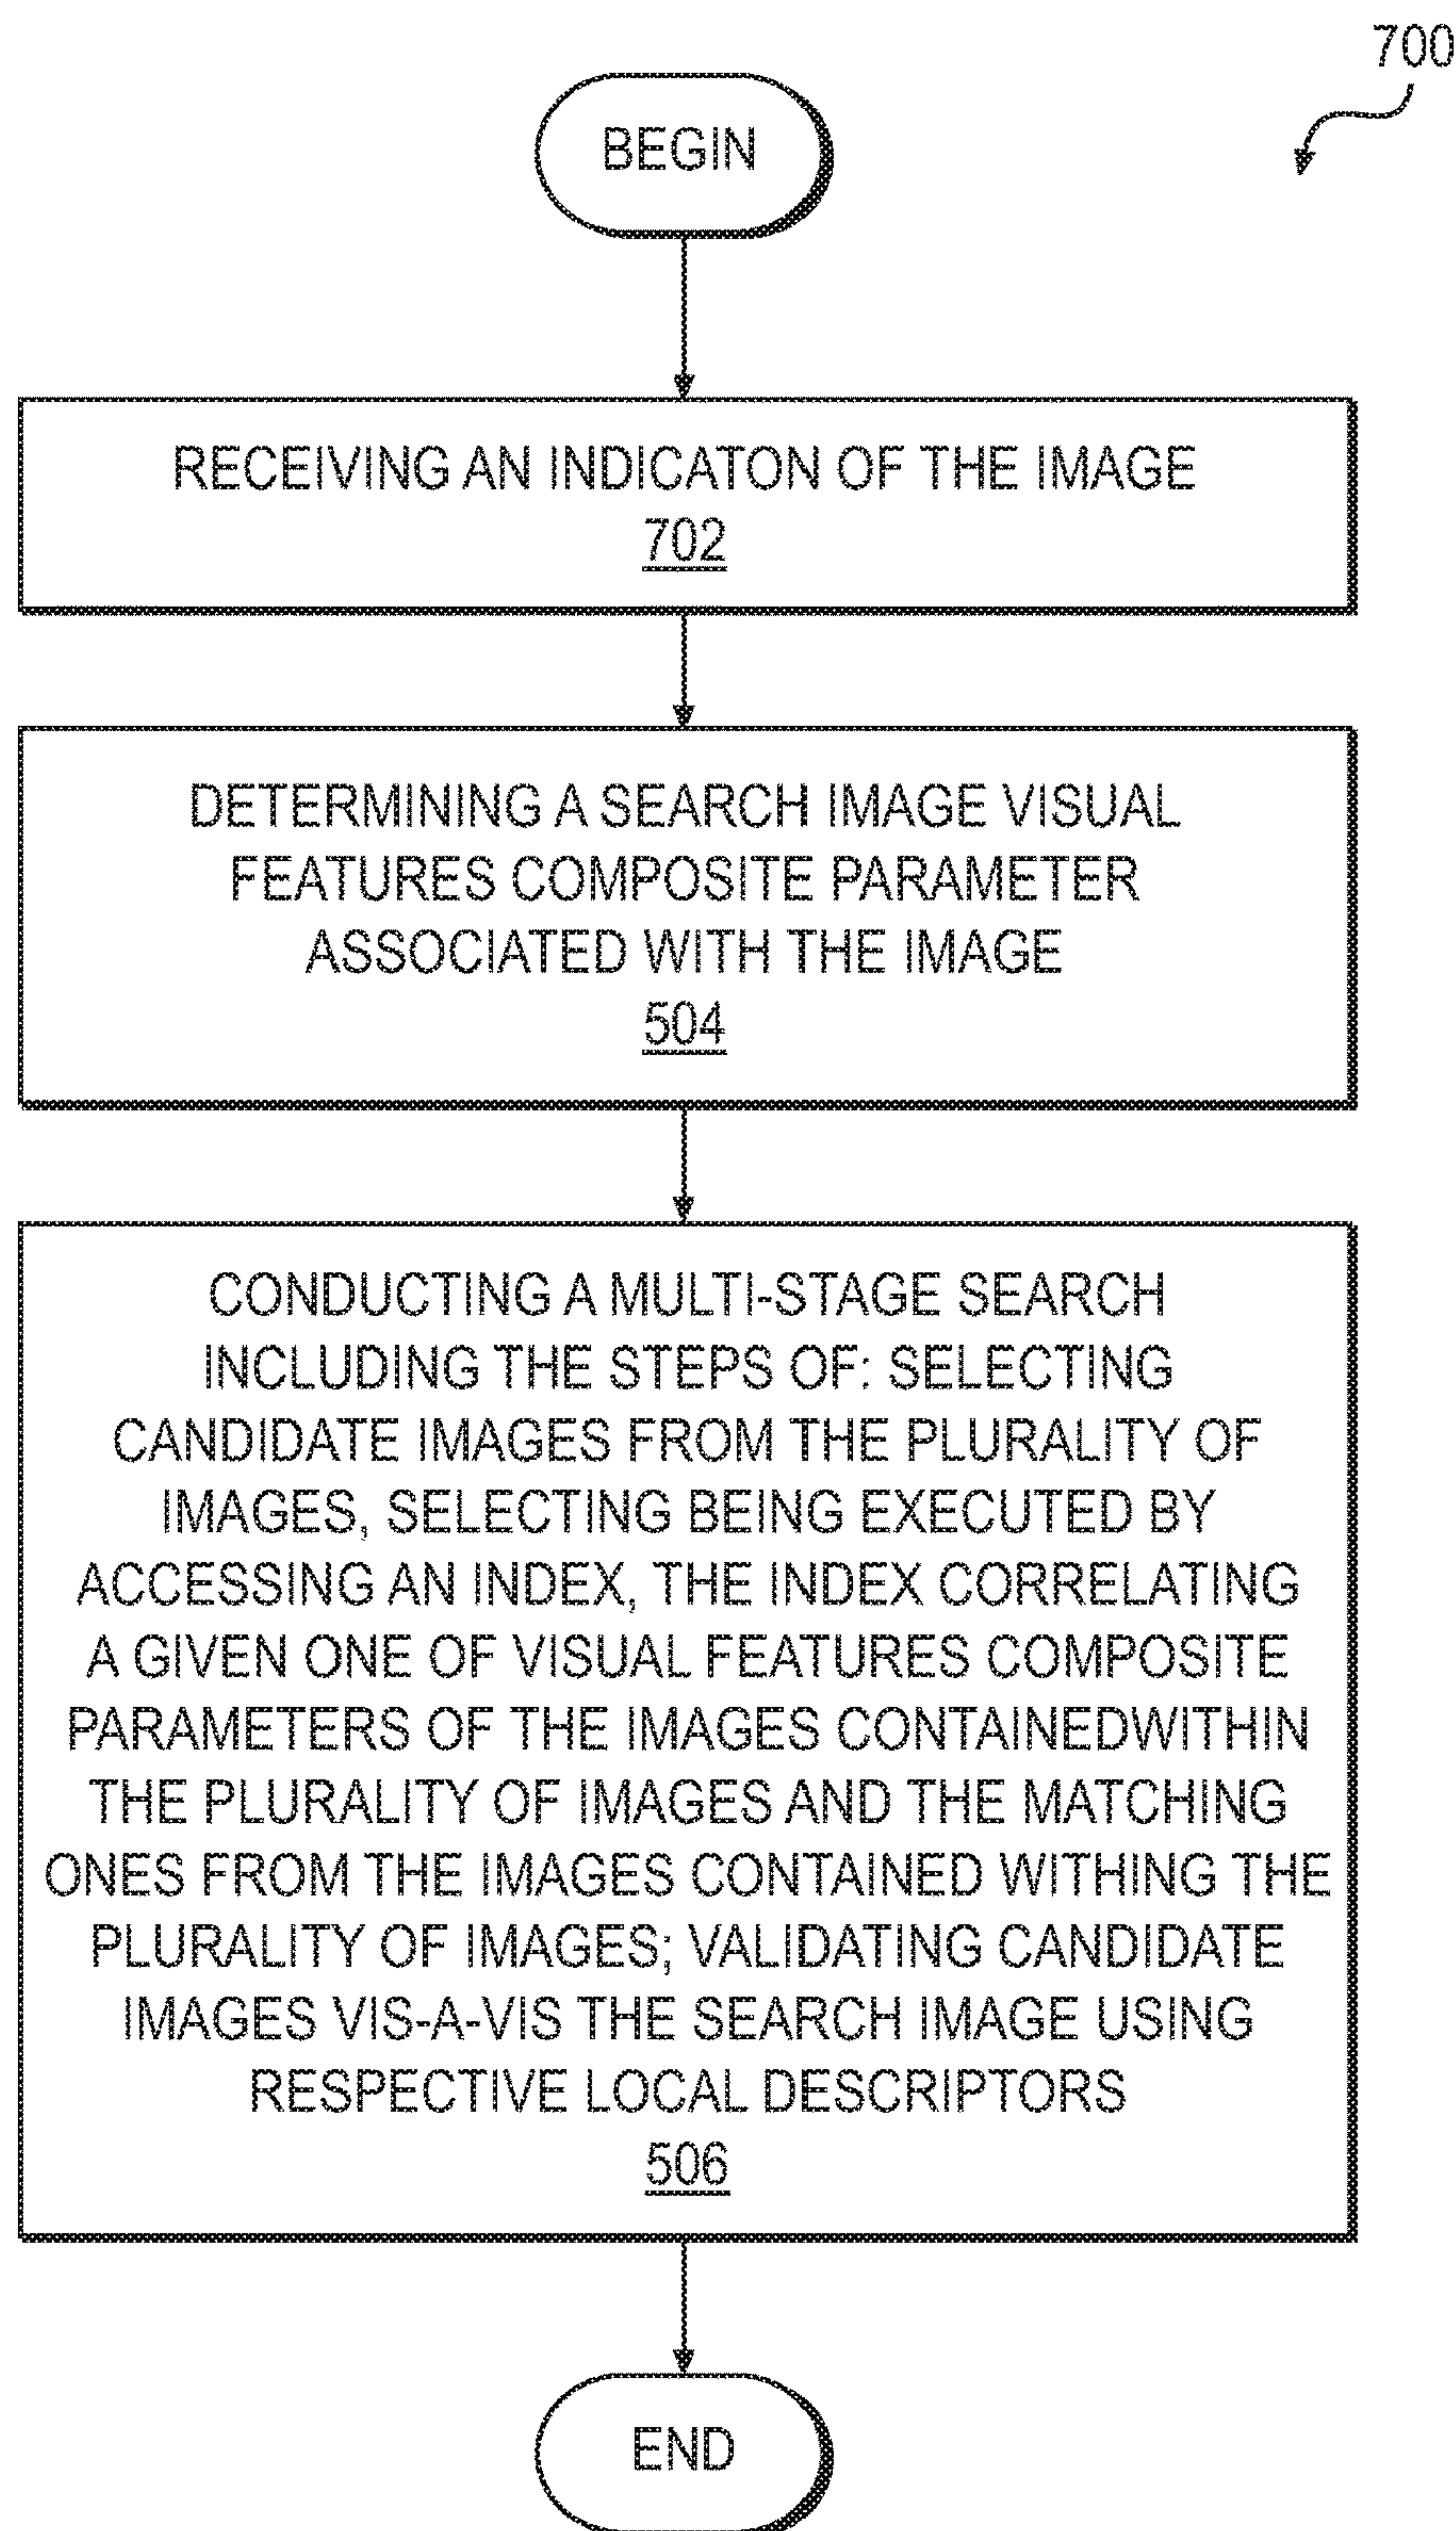 700
BEGIN
RECEIVING AN INDICATON OF THE IMAGE
702
DETERMINING A SEARCH IMAGE VISUAL
FEATURES COMPOSITE PARAMETER
ASSOCIATED WITH THE IMAGE
504
CONDUCTING A MULTI-STAGE SEARCH
INCLUDING THE STEPS OF: SELECTING
CANDIDATE IMAGES FROM THE PLURALITY OF
IMAGES, SELECTING BEING EXECUTED BY
ACCESSING AN INDEX, THE INDEX CORRELATING
A GIVEN ONE OF VISUAL FEATURES COMPOSITE
PARAMETERS OF THE IMAGES CONTAINEDWITHIN
THE PLURALITY OF IMAGES AND THE MATCHING
ONES FROM THE IMAGES CONTAINED WITHING THE
PLURALITY OF IMAGES; VALIDATING CANDIDATE
IMAGES VIS-A-VIS THE SEARCH IMAGE USING
RESPECTIVE LOCAL DESCRIPTORS
506
END